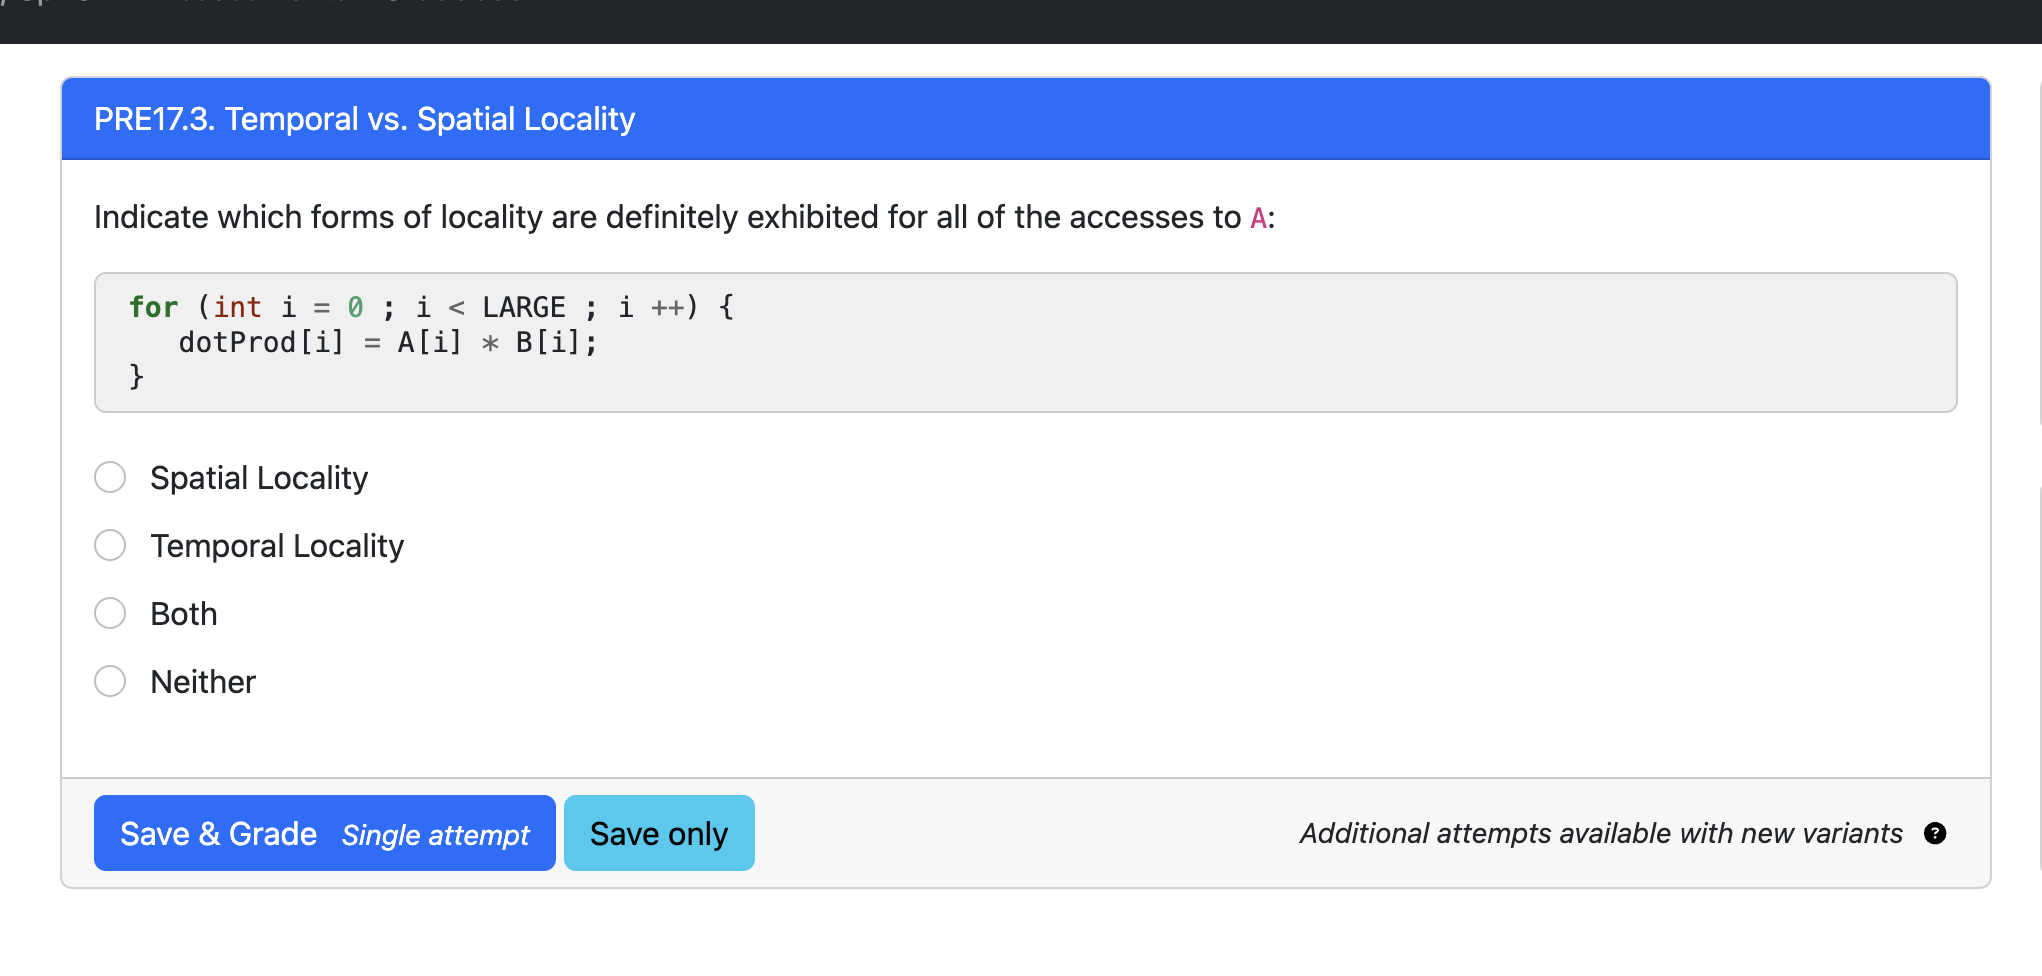 PRE17.3. Temporal vs. Spatial Locality
Indicate which forms of locality are definitely exhibited for all of the accesses to A:
for (int i = 0 ; i < LARGE ; i ++) {
   dotProd[i] = A[i] * B[i];
}
Spatial Locality
Temporal Locality
Both
Neither
Save & Grade Single attempt
Save only
Additional attempts available with new variants ?